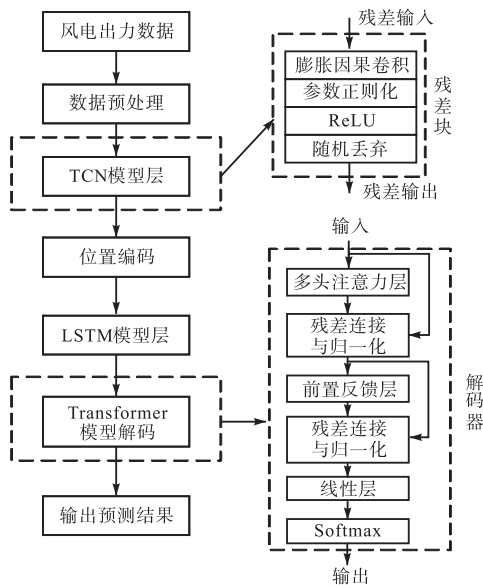 风电出力数据
数据预处理
TCN模型层
位置编码
LSTM模型层
Transformer
模型解码
输出预测结果
残差输入
膨胀因果卷积
参数正则化
ReLU
随机丢弃
残差输出
残差块
输入
多头注意力层
残差连接
与归一化
前置反馈层
残差连接
与归一化
线性层
Softmax
输出
解码器